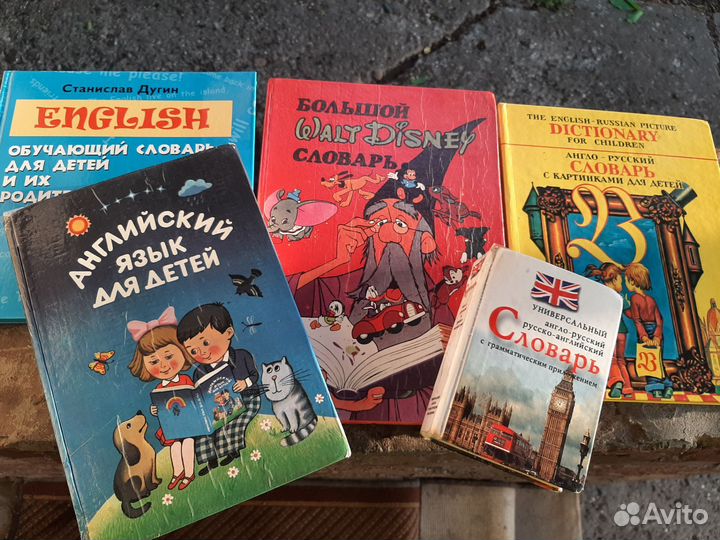 Станислав Дугин
ENGLISH
ОБУЧАЮЩИЙ СЛОВАРЬ
ДЛЯ ДЕТЕЙ
И ИХ
АНГЛИЙСКИЙ
ЯЗЫК
ДЛЯ ДЕТЕЙ
БОЛЬШОЙ
WALT DISNEY
СЛОВАРЬ
THE ENGLISH-RUSSIAN PICTURE
DICTIONARY
FOR CHILDREN
АНГЛО-РУССКИЙ
СЛОВАРЬ
С КАРТИНКАМИ ДЛЯ ДЕТЕЙ
B
B
УНИВЕРСАЛЬНЫЙ
англо-русский
русско-английский
Словарь
с грамматическим приложением
Avito